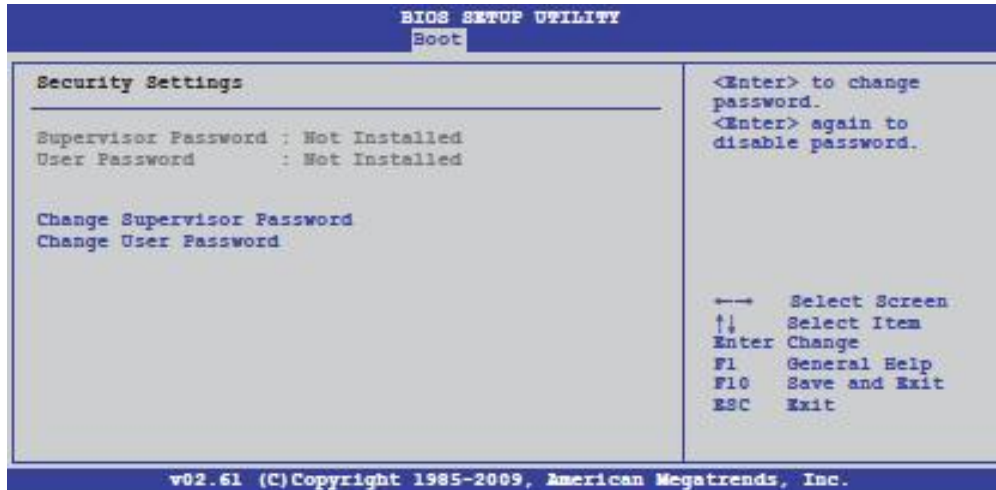 BIOS SETUP UTILITY
Boot
Security Settings
Supervisor Password : Not Installed
User Password : Not Installed
Change Supervisor Password
Change User Password
<Enter> to change
password.
<Enter> again to
disable password.
←→ Select Screen
↑↓ Select Item
Enter Change
F1 General Help
F10 Save and Exit
ESC Exit
v02.61 (C)Copyright 1985-2009, American Megatrends, Inc.